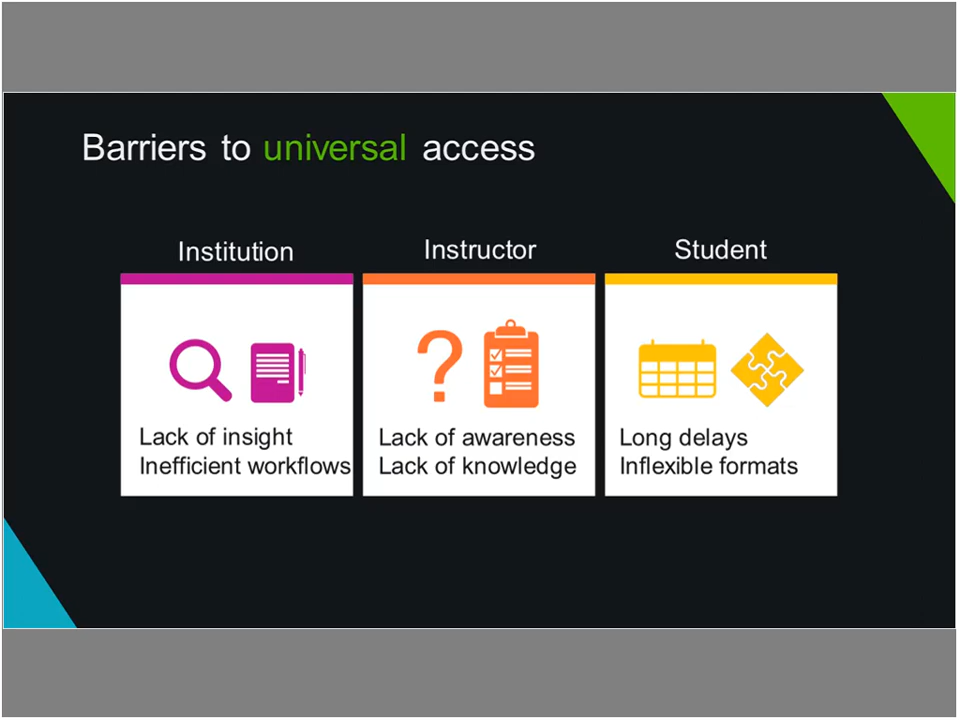 Barriers to universal access
Institution
Lack of insight
Inefficient workflows
Instructor
Lack of awareness
Lack of knowledge
Student
Long delays
Inflexible formats